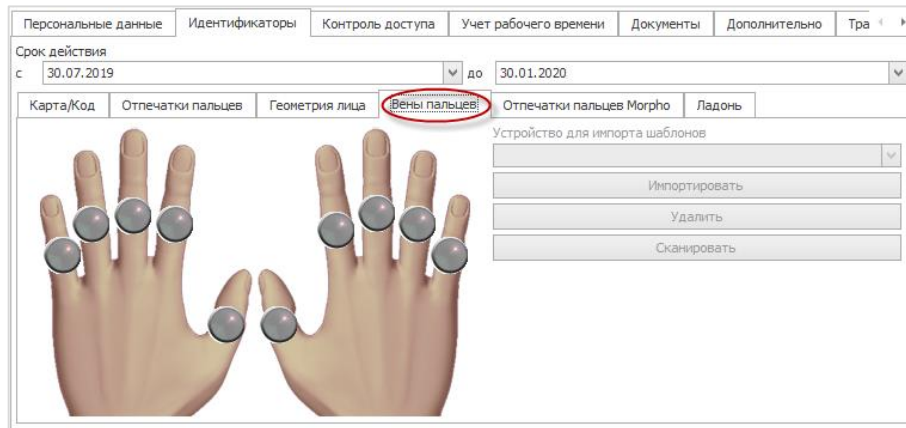 Персональные данные Идентификаторы Контроль доступа Учет рабочего времени Документы Дополнительно Тра
Срок действия
с 30.07.2019 до 30.01.2020
Карта/Код Отпечатки пальцев Геометрия лица Вены пальцев Отпечатки пальцев Morpho Ладонь
Устройство для импорта шаблонов
Импортировать
Удалить
Сканировать